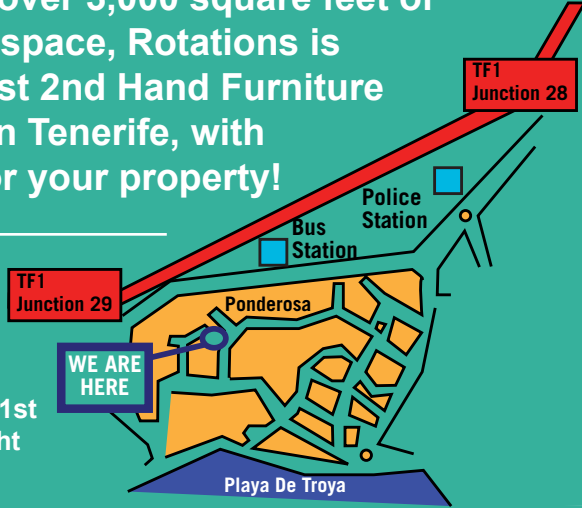 over 5,000 square feet of
space, Rotations is
st 2nd Hand Furniture
n Tenerife, with
or your property!
TF1
Junction 28
Police
Station
Bus
Station
TF1
Junction 29
Ponderosa
WE ARE
HERE
1st
ht
Playa De Troya